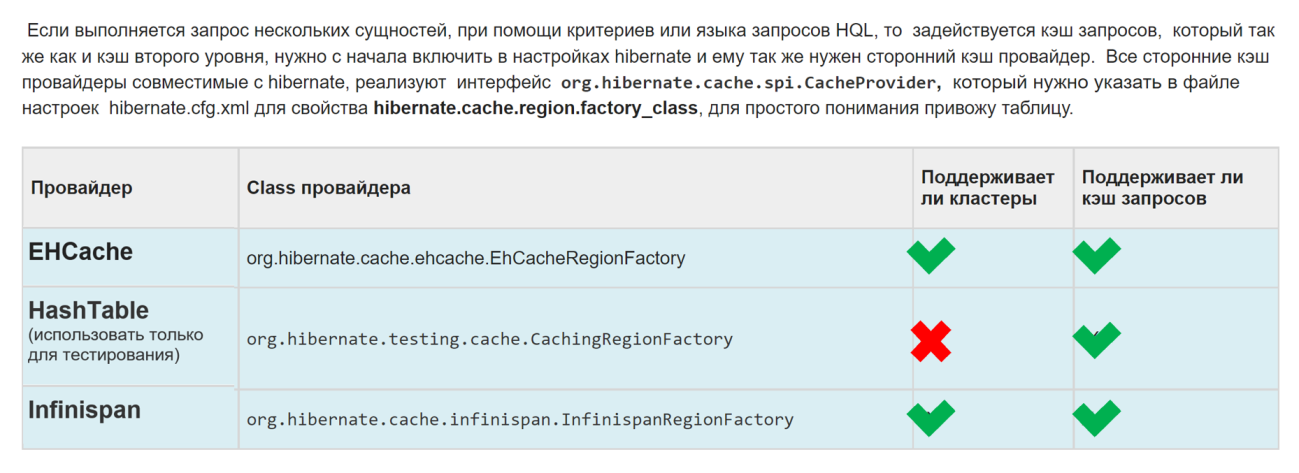 Если выполняется запрос нескольких сущностей, при помощи критериев или языка запросов HQL, то задействуется кэш запросов, который так
же как и кэш второго уровня, нужно с начала включить в настройках hibernate и ему так же нужен сторонний кэш провайдер. Все сторонние кэш
провайдеры совместимые с hibernate, реализуют интерфейс org.hibernate.cache.spi.CacheProvider, который нужно указать в файле
настроек hibernate.cfg.xml для свойства hibernate.cache.region.factory_class, для простого понимания привожу таблицу.
Провайдер
Class провайдера
Поддерживает
ли кластеры
Поддерживает ли
кэш запросов
EHCache
org.hibernate.cache.ehcache.EhCacheRegionFactory
HashTable
(использовать только
для тестирования)
org.hibernate.testing.cache.CachingRegionFactory
Infinispan
org.hibernate.cache.infinispan.InfinispanRegionFactory